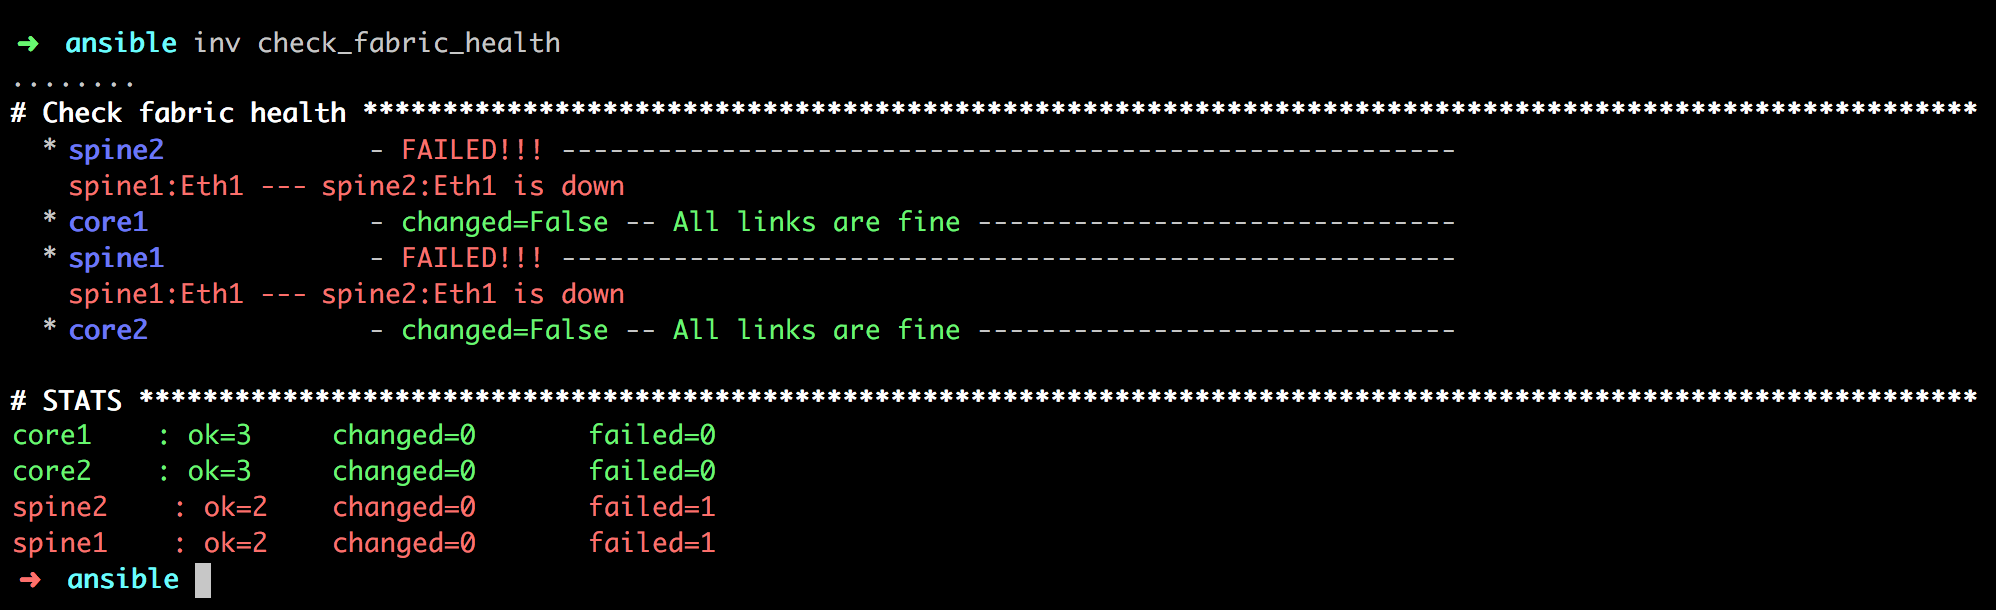 ➜ ansible inv check_fabric_health
........
# Check fabric health *****************************************************************************************************
* spine2 - FAILED!!! --------------------------------------------------------
spine1:Eth1 --- spine2:Eth1 is down
* core1 - changed=False -- All links are fine ------------------------------
* spine1 - FAILED!!! --------------------------------------------------------
spine1:Eth1 --- spine2:Eth1 is down
* core2 - changed=False -- All links are fine ------------------------------
# STATS *******************************************************************************************************************
core1 : ok=3 changed=0 failed=0
core2 : ok=3 changed=0 failed=0
spine2 : ok=2 changed=0 failed=1
spine1 : ok=2 changed=0 failed=1
➜ ansible